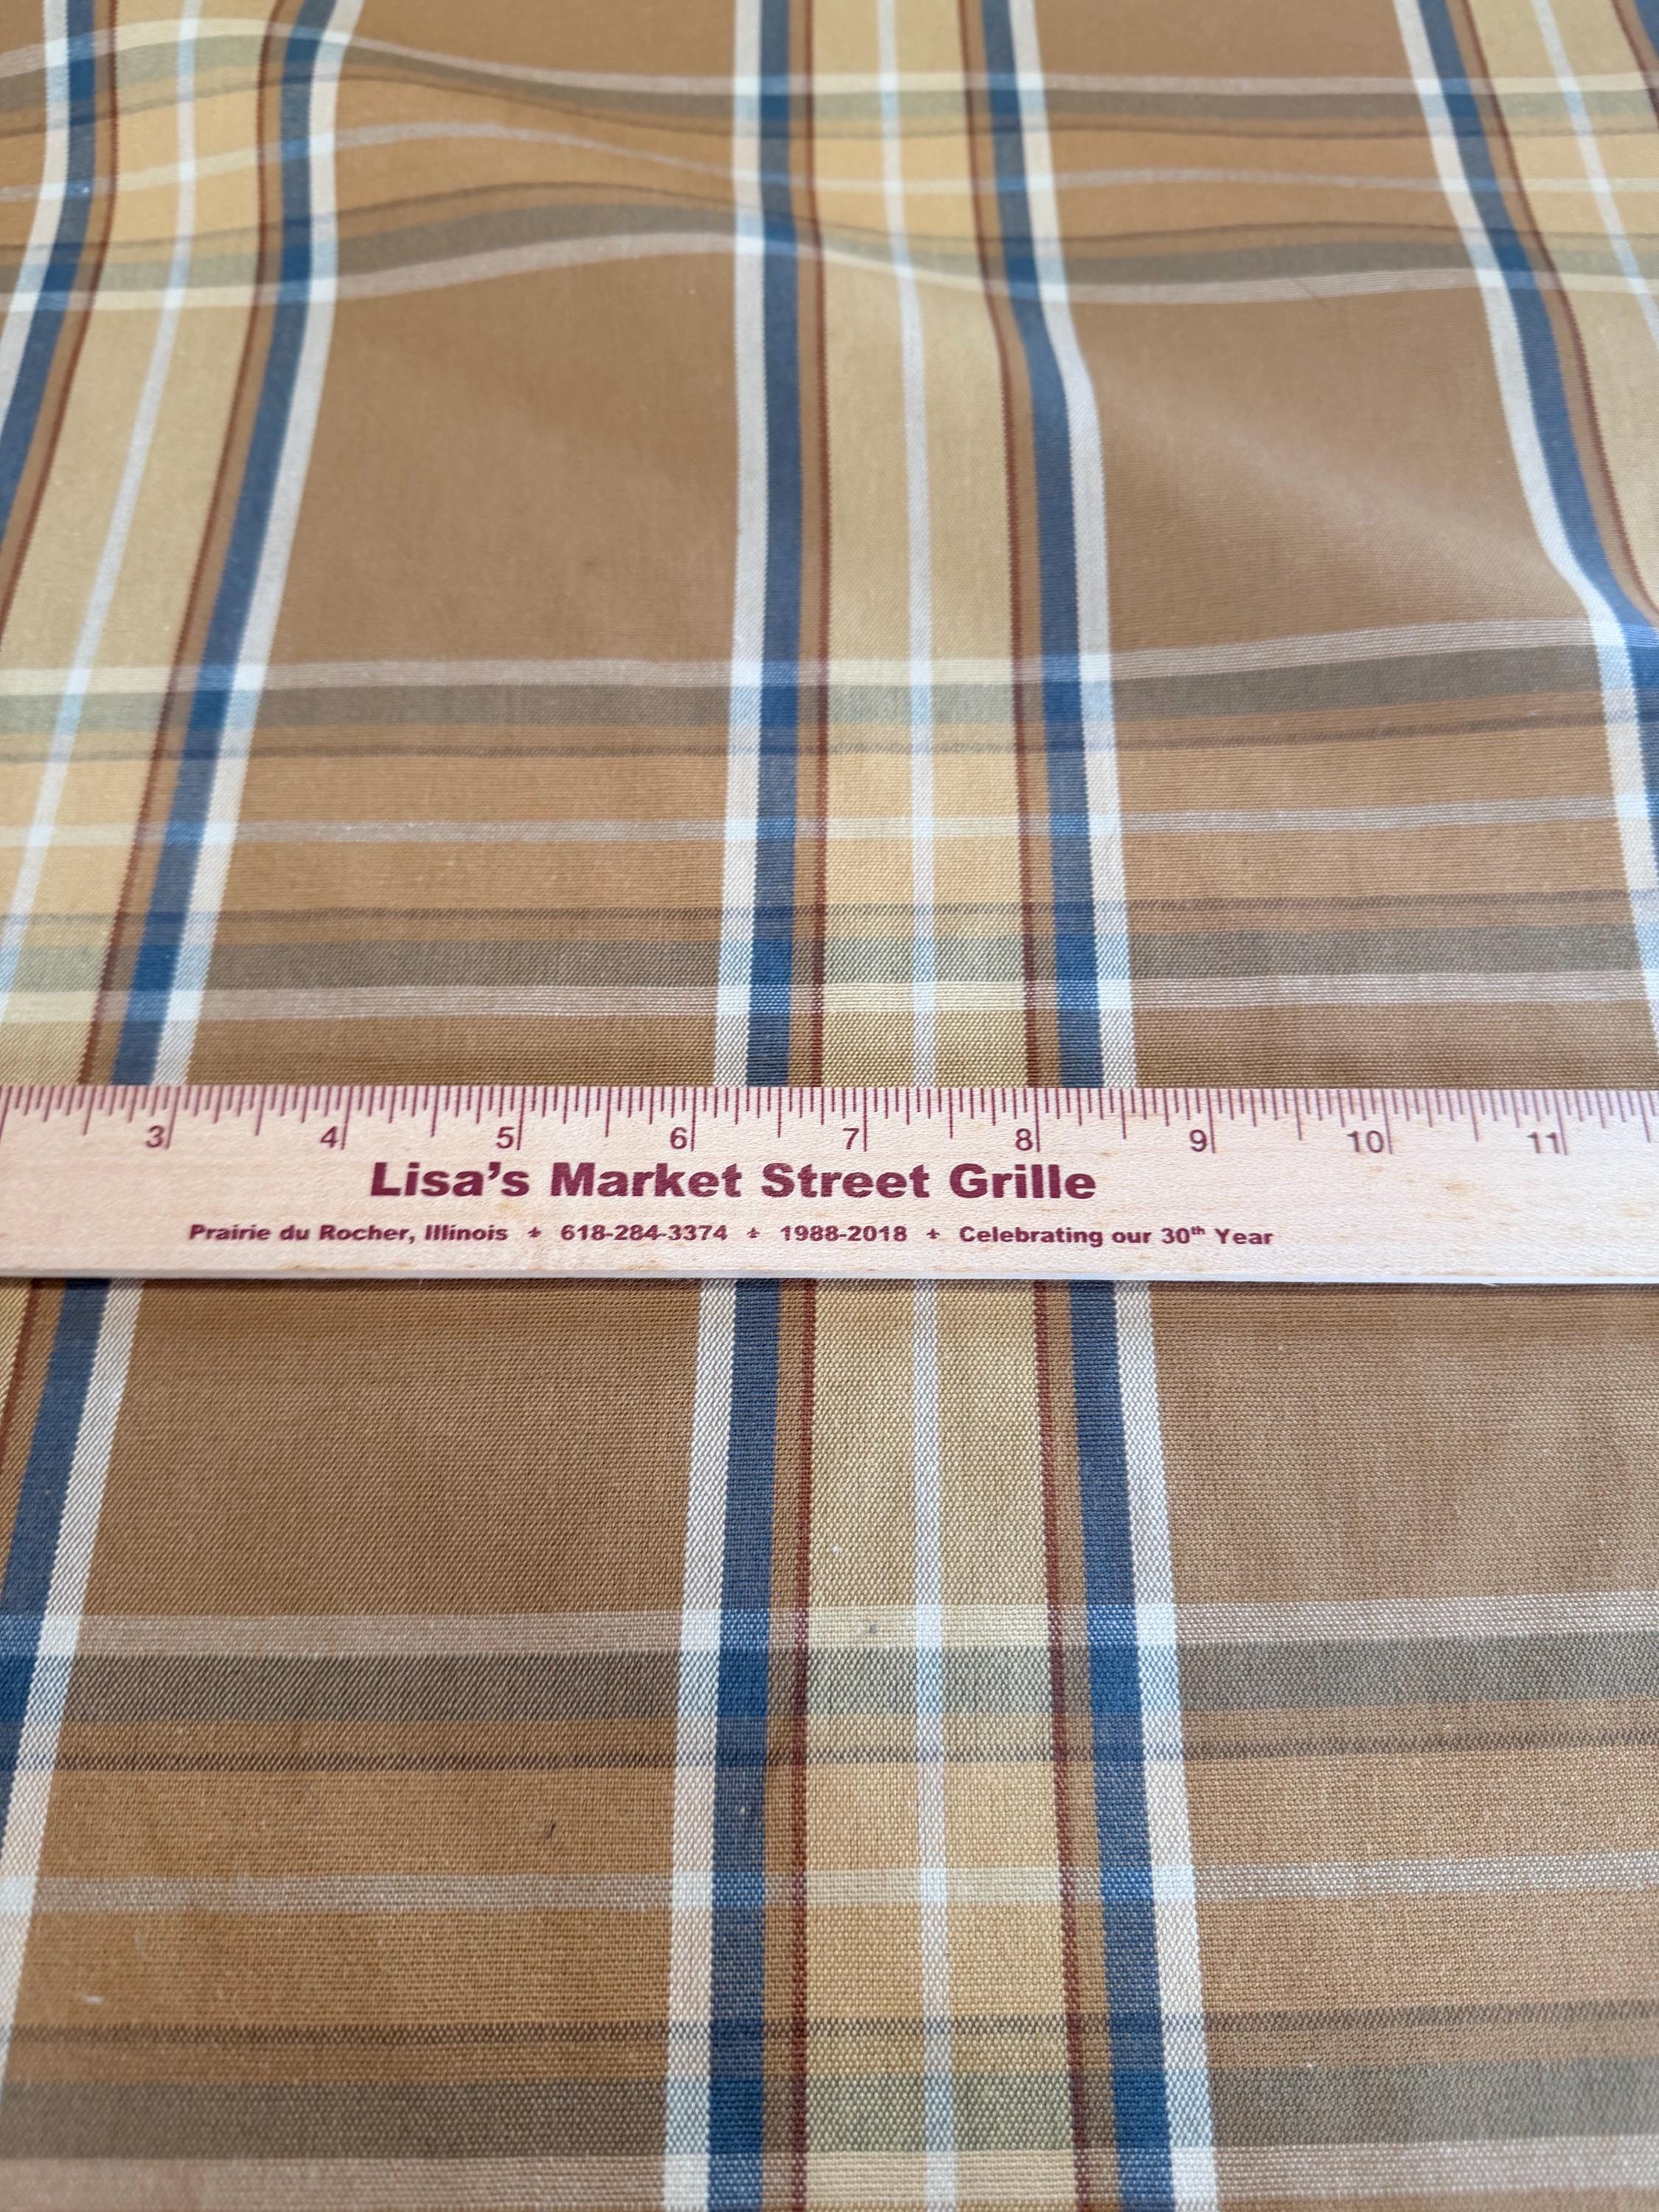 3 4 5 6 7 8 9 10 11
Lisa's Market Street Grille
Prairie du Rocher, Illinois + 618-284-3374 + 1988-2018 + Celebrating our 30th Year